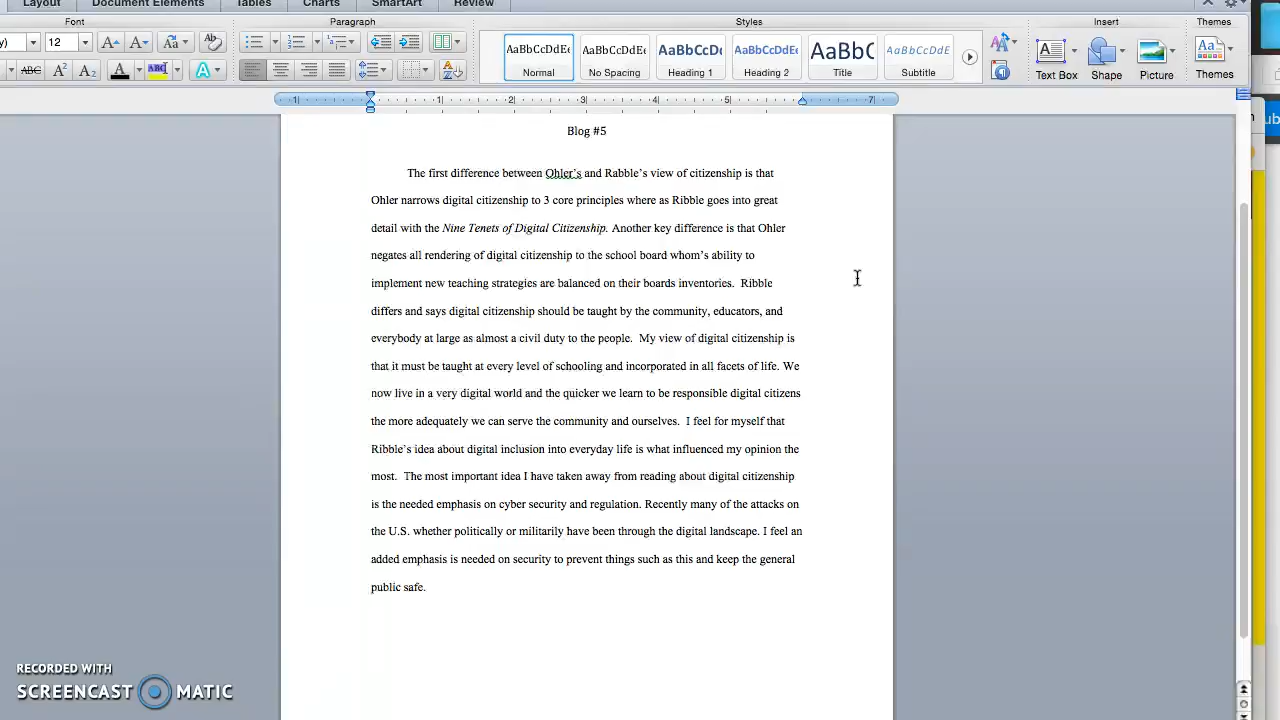 Layout Document Elements Tables Charts SmartArt Review
Font Paragraph Styles Insert Themes
y) 12 Aa
ABC A² A₂ A ABC A
AaBbCcDdEe AaBbCcDdEe AaBbCcDc AaBbCcDdEe AaBbC AaBbCcDdE
Normal No Spacing Heading 1 Heading 2 Title Subtitle
Text Box Shape Picture Themes
1 1 2 3 4 5 7
Blog #5
The first difference between Ohler's and Rabble's view of citizenship is that
Ohler narrows digital citizenship to 3 core principles where as Ribble goes into great
detail with the Nine Tenets of Digital Citizenship. Another key difference is that Ohler
negates all rendering of digital citizenship to the school board whom's ability to
implement new teaching strategies are balanced on their boards inventories.  Ribble
differs and says digital citizenship should be taught by the community, educators, and
everybody at large as almost a civil duty to the people.  My view of digital citizenship is
that it must be taught at every level of schooling and incorporated in all facets of life. We
now live in a very digital world and the quicker we learn to be responsible digital citizens
the more adequately we can serve the community and ourselves.  I feel for myself that
Ribble's idea about digital inclusion into everyday life is what influenced my opinion the
most.  The most important idea I have taken away from reading about digital citizenship
is the needed emphasis on cyber security and regulation. Recently many of the attacks on
the U.S. whether politically or militarily have been through the digital landscape. I feel an
added emphasis is needed on security to prevent things such as this and keep the general
public safe.
RECORDED WITH
SCREENCAST MATIC